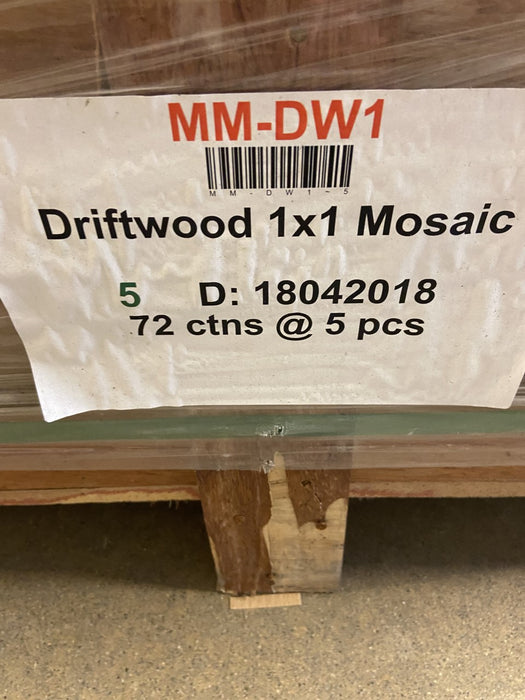 MM-DW1
MM-DW1-5
Driftwood 1x1 Mosaic
5 D: 18042018
72 ctns @ 5 pcs